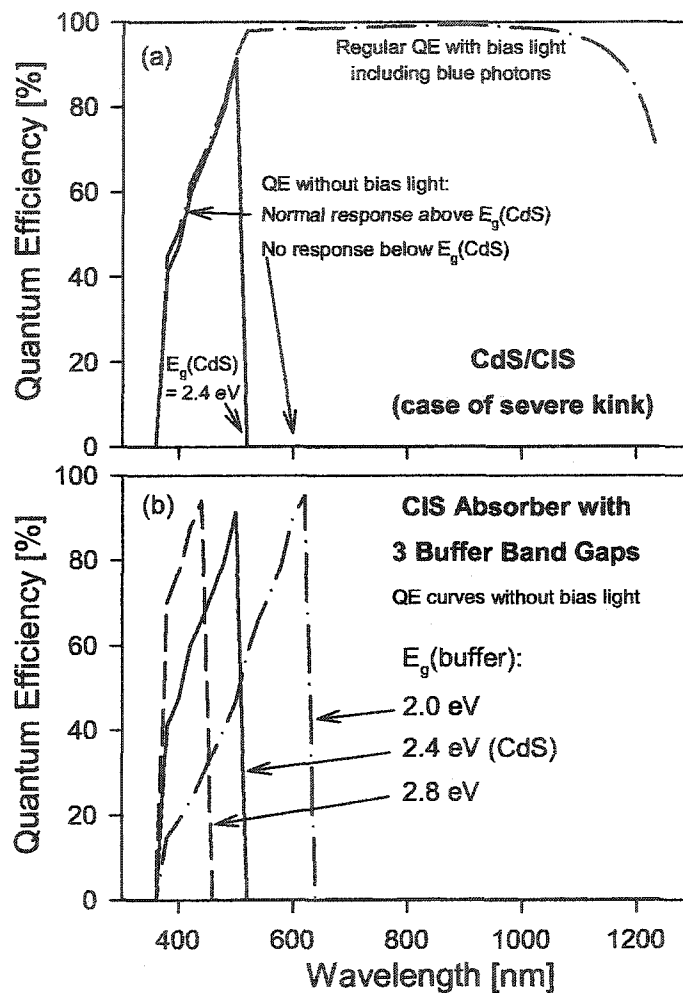 100
80
60
40
20
0
Quantum Efficiency [%]
(a)
Regular QE with bias light
including blue photons
QE without bias light:
Normal response above Eg(CdS)
No response below Eg(CdS)
Eg(CdS)
= 2.4 eV
CdS/CIS
(case of severe kink)
100
80
60
40
20
0
Quantum Efficiency [%]
(b)
CIS Absorber with
3 Buffer Band Gaps
QE curves without bias light
Eg(buffer):
2.0 eV
2.4 eV (CdS)
2.8 eV
400 600 800 1000 1200
Wavelength [nm]